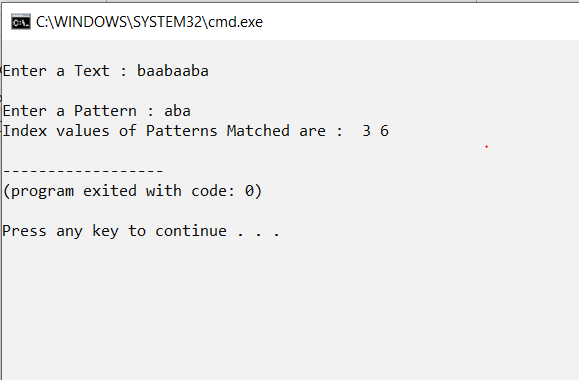 C:\WINDOWS\SYSTEM32\cmd.exe
Enter a Text : baabaaba
Enter a Pattern : aba
Index values of Patterns Matched are :  3 6
------------------
(program exited with code: 0)
Press any key to continue . . .